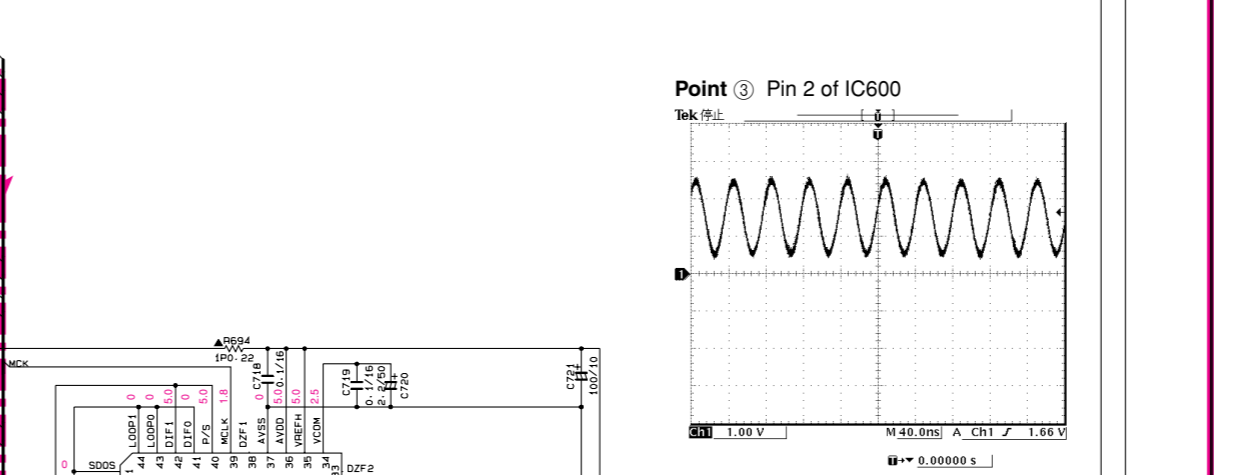 Point ③ Pin 2 of IC600
Tek 停止
[ U ]
T
1
Ch1 1.00 V M 40.0ns A Ch1 ∫ 1.66 V
T→▼ 0.00000 s
▲R694
1P0.22
MCK
C718
0.1/16
C719
0.1/16
2.2/50
C720
C721
100/10
0
0
5.0
0
5.0
1.8
0
5.0
5.0
2.5
LOOP1
LOOP0
DIF1
DIF0
P/S
MCLK
DZF1
AVSS
AVDD
VREFH
VCOM
44
43
42
41
40
39
38
37
36
35
34
33
0
SDOS
1
DZF2